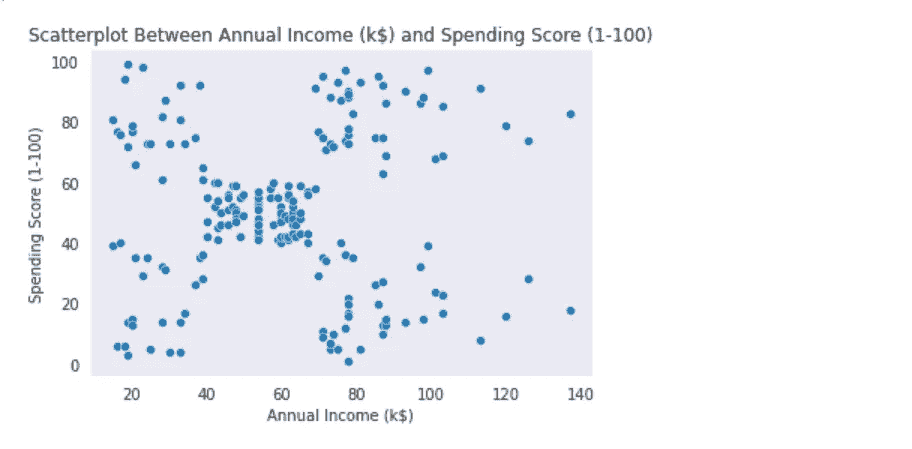 Scatterplot Between Annual Income (k$) and Spending Score (1-100)
100
80
60
40
20
0
Spending Score (1-100)
20 40 60 80 100 120 140
Annual Income (k$)